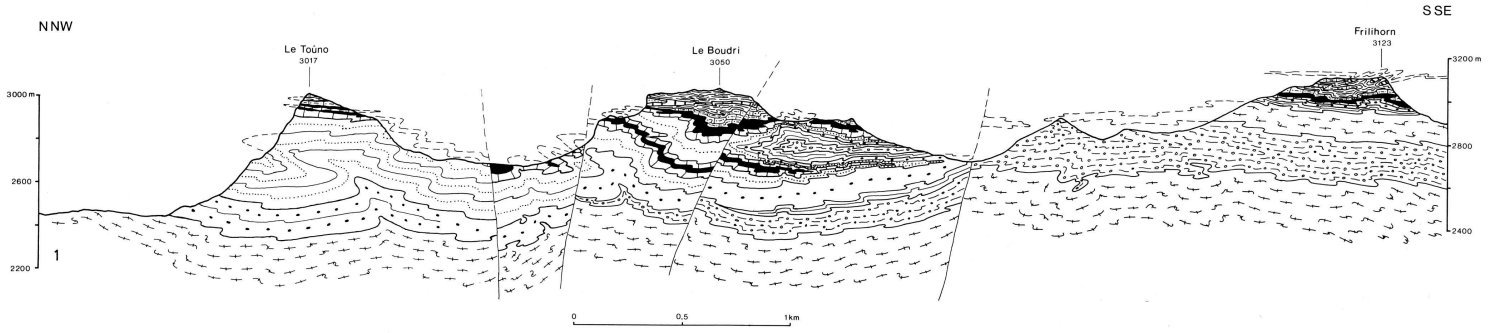 NNW
SSE
Le Toûno
3017
Le Boudri
3050
Frilihorn
3123
3000 m
2600
2200
3200 m
2800
2400
1
0
0,5
1km